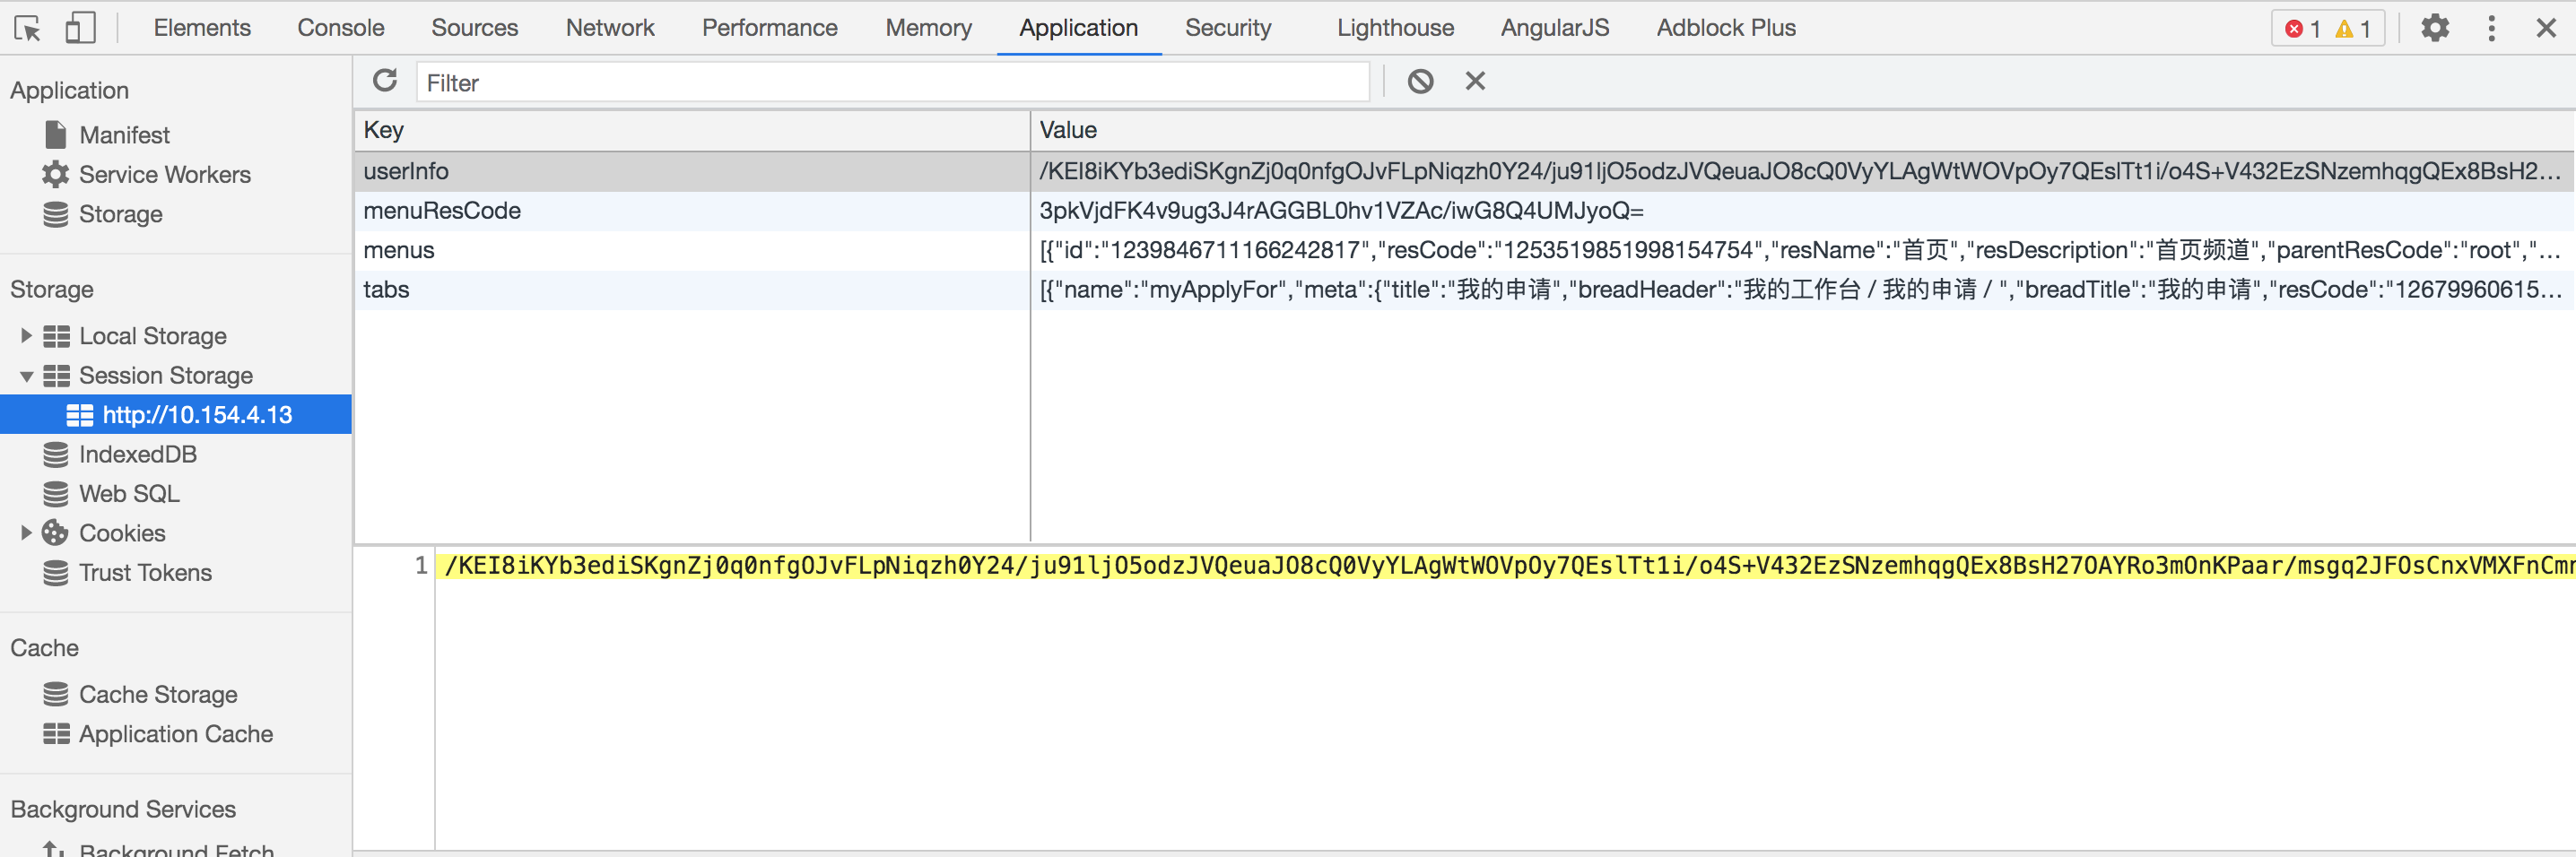 Elements Console Sources Network Performance Memory Application Security Lighthouse AngularJS Adblock Plus 1 1
Application
Manifest
Service Workers
Storage
Storage
Local Storage
Session Storage
http://10.154.4.13
IndexedDB
Web SQL
Cookies
Trust Tokens
Cache
Cache Storage
Application Cache
Background Services
Background Fetch
Filter
Key Value
userInfo /KEI8iKYb3ediSKgnZj0q0nfgOJvFLpNiqzh0Y24/ju91ljO5odzJVQeuaJO8cQ0VyYLAgWtWOVpOy7QEslTt1i/o4S+V432EzSNzemhqgQEx8BsH2...
menuResCode 3pkVjdFK4v9ug3J4rAGGBL0hv1VZAc/iwG8Q4UMJyoQ=
menus [{"id":"1239846711166242817","resCode":"1253519851998154754","resName":"首页","resDescription":"首页频道","parentResCode":"root","...
tabs [{"name":"myApplyFor","meta":{"title":"我的申请","breadHeader":"我的工作台 / 我的申请 / ","breadTitle":"我的申请","resCode":"12679960615...
1 /KEI8iKYb3ediSKgnZj0q0nfgOJvFLpNiqzh0Y24/ju91ljO5odzJVQeuaJO8cQ0VyYLAgWtWOVpOy7QEslTt1i/o4S+V432EzSNzemhqgQEx8BsH27OAYRo3mOnKPaar/msgq2JFOsCnxVMXFnCmn